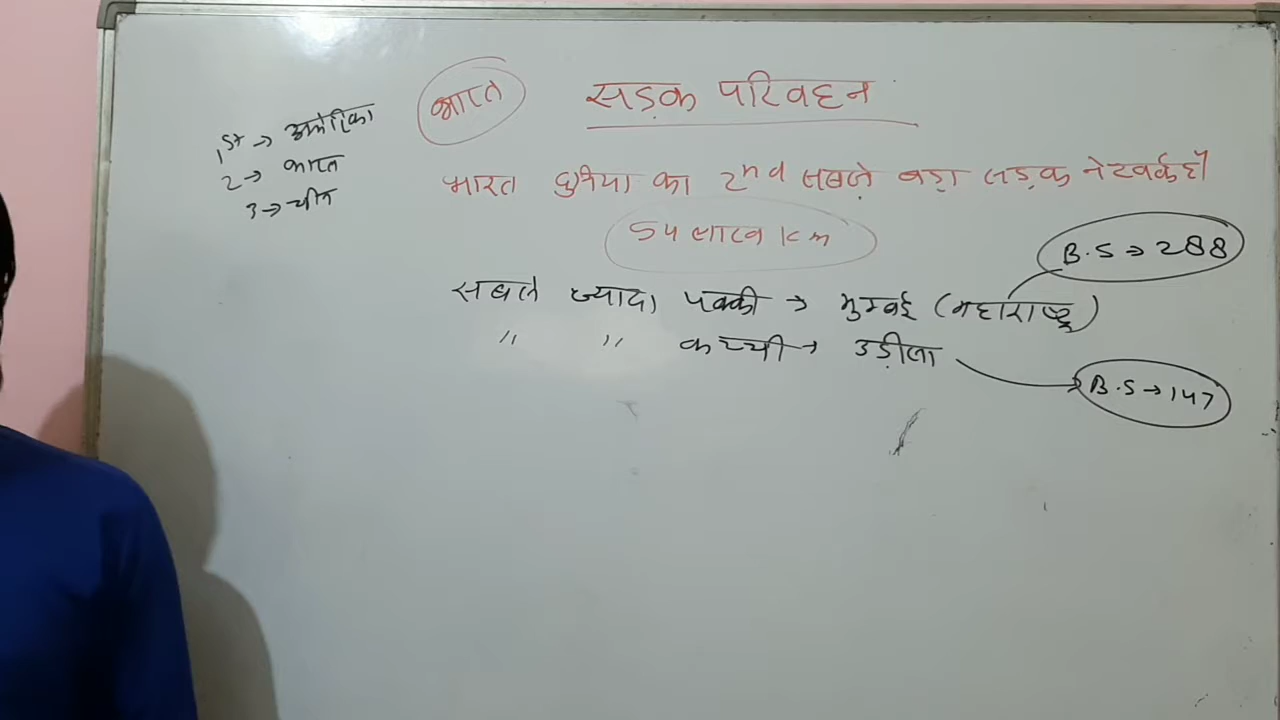 भारत सड़क परिवहन
1st → अमेरिका
2 → भारत
3 → चीन
भारत दुनिया का 2nd सबसे बड़ा सड़क नेटवर्क हैं
54 लाख Km
B.S → 288
सबसे ज्यादा पक्की → मुम्बई (महाराष्ट्र)
" " कच्ची → उड़ीसा
B.S → 147